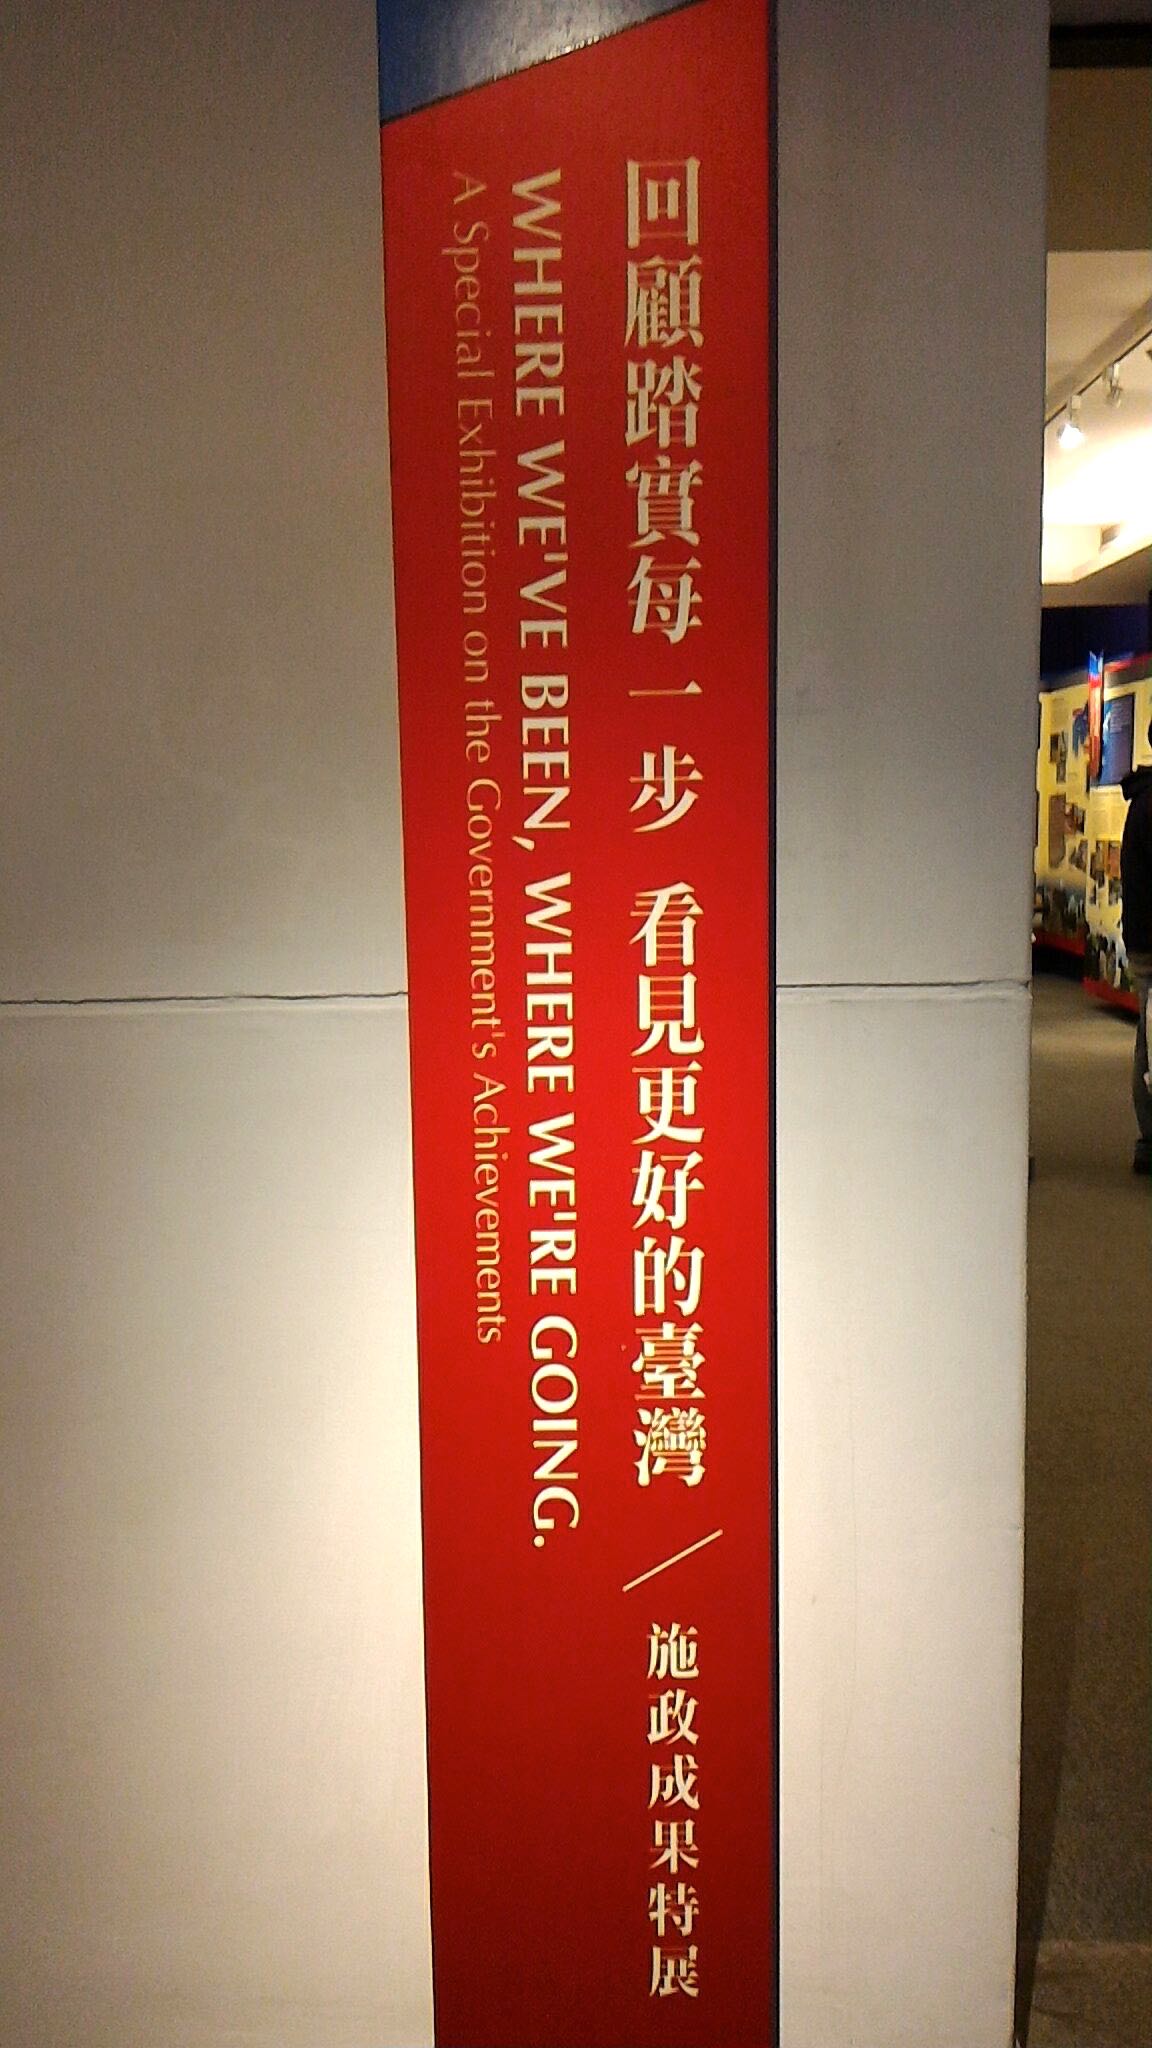 回顧踏實每一步 看見更好的臺灣／施政成果特展
WHERE WE'VE BEEN, WHERE WE'RE GOING.
A Special Exhibition on the Government's Achievements